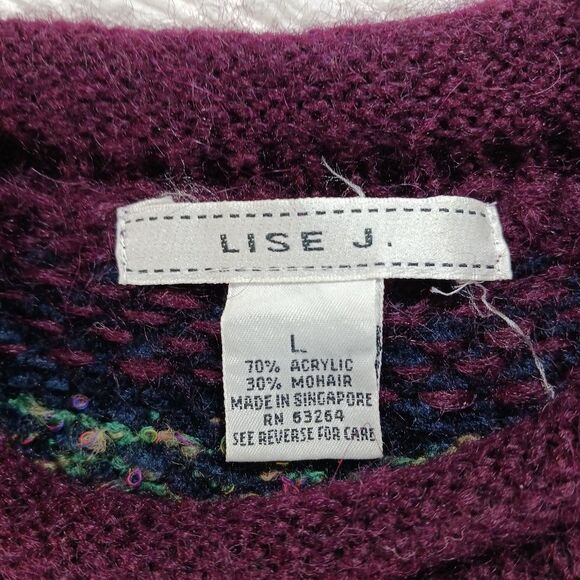 LISE J.
L
70% ACRYLIC
30% MOHAIR
MADE IN SINGAPORE
RN 63264
SEE REVERSE FOR CARE